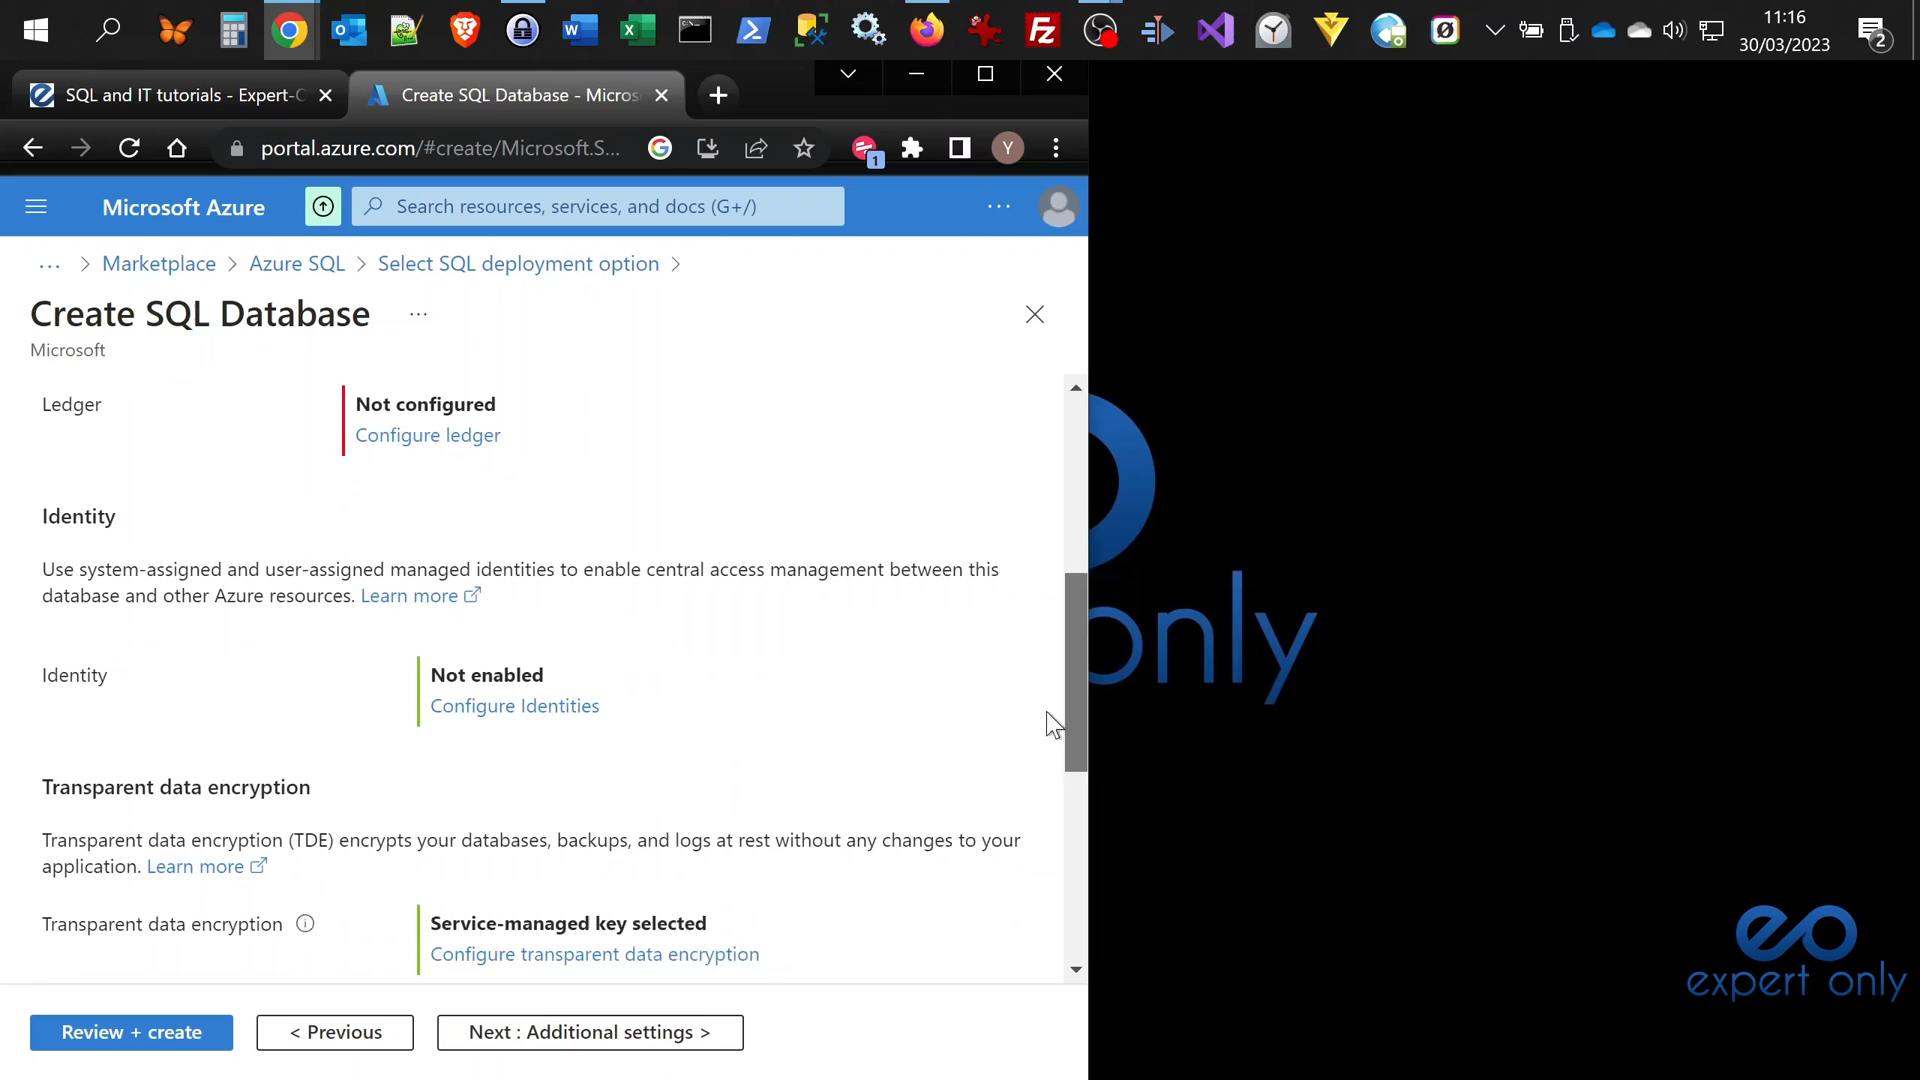 11:16
30/03/2023
2
SQL and IT tutorials - Expert-O
Create SQL Database - Micros
portal.azure.com/#create/Microsoft.S...
1
Y
Microsoft Azure
Search resources, services, and docs (G+/)
...
... > Marketplace > Azure SQL > Select SQL deployment option >
Create SQL Database ...
Microsoft
Ledger
Not configured
Configure ledger
Identity
Use system-assigned and user-assigned managed identities to enable central access management between this
database and other Azure resources. Learn more
Identity
Not enabled
Configure Identities
Transparent data encryption
Transparent data encryption (TDE) encrypts your databases, backups, and logs at rest without any changes to your
application. Learn more
Transparent data encryption
Service-managed key selected
Configure transparent data encryption
Review + create
< Previous
Next : Additional settings >
only
eo
expert only